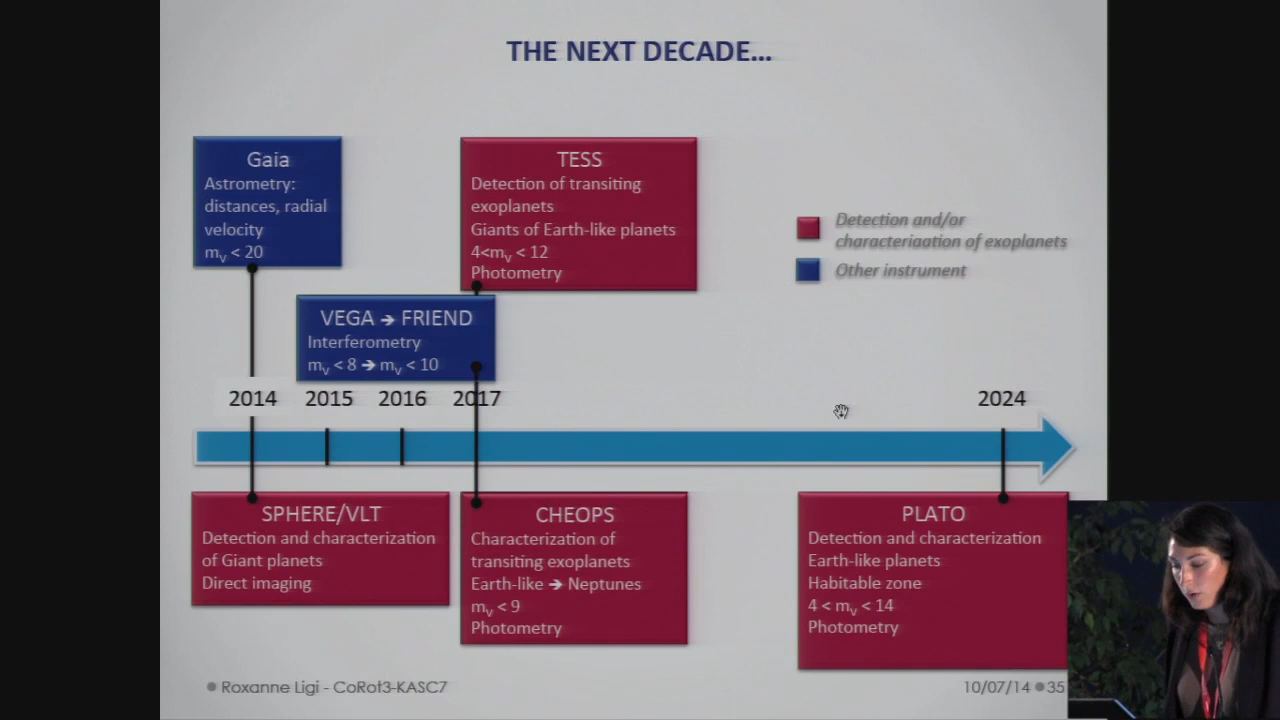 THE NEXT DECADE...
Gaia
Astrometry:
distances, radial
velocity
mv < 20
TESS
Detection of transiting
exoplanets
Giants of Earth-like planets
4<mv < 12
Photometry
Detection and/or
characteriaation of exoplanets
Other instrument
VEGA ➔ FRIEND
Interferometry
mv < 8 ➔ mv < 10
2014
2015
2016
2017
2024
SPHERE/VLT
Detection and characterization
of Giant planets
Direct imaging
CHEOPS
Characterization of
transiting exoplanets
Earth-like ➔ Neptunes
mv < 9
Photometry
PLATO
Detection and characterization
Earth-like planets
Habitable zone
4 < mv < 14
Photometry
Roxanne Ligi - CoRot3-KASC7
10/07/14 ● 35